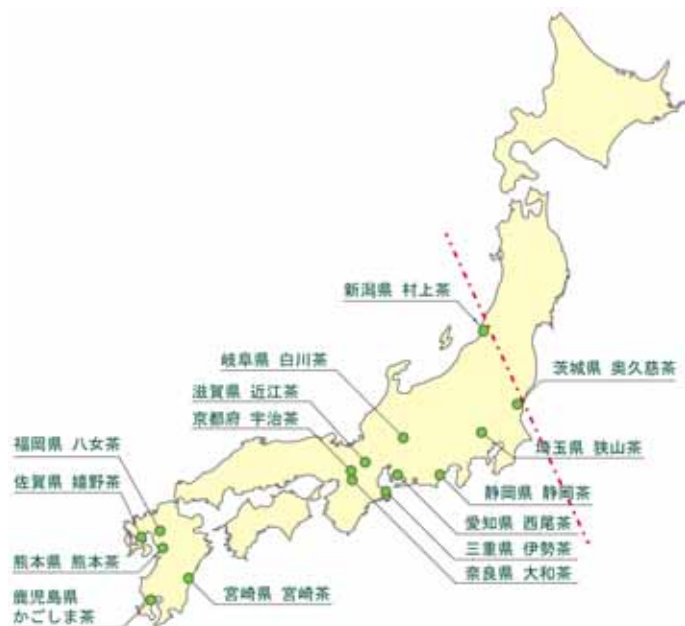 新潟県 村上茶
岐阜県 白川茶
茨城県 奥久慈茶
滋賀県 近江茶
京都府 宇治茶
福岡県 八女茶
埼玉県 狭山茶
佐賀県 嬉野茶
静岡県 静岡茶
愛知県 西尾茶
三重県 伊勢茶
熊本県 熊本茶
奈良県 大和茶
鹿児島県
かごしま茶
宮崎県 宮崎茶